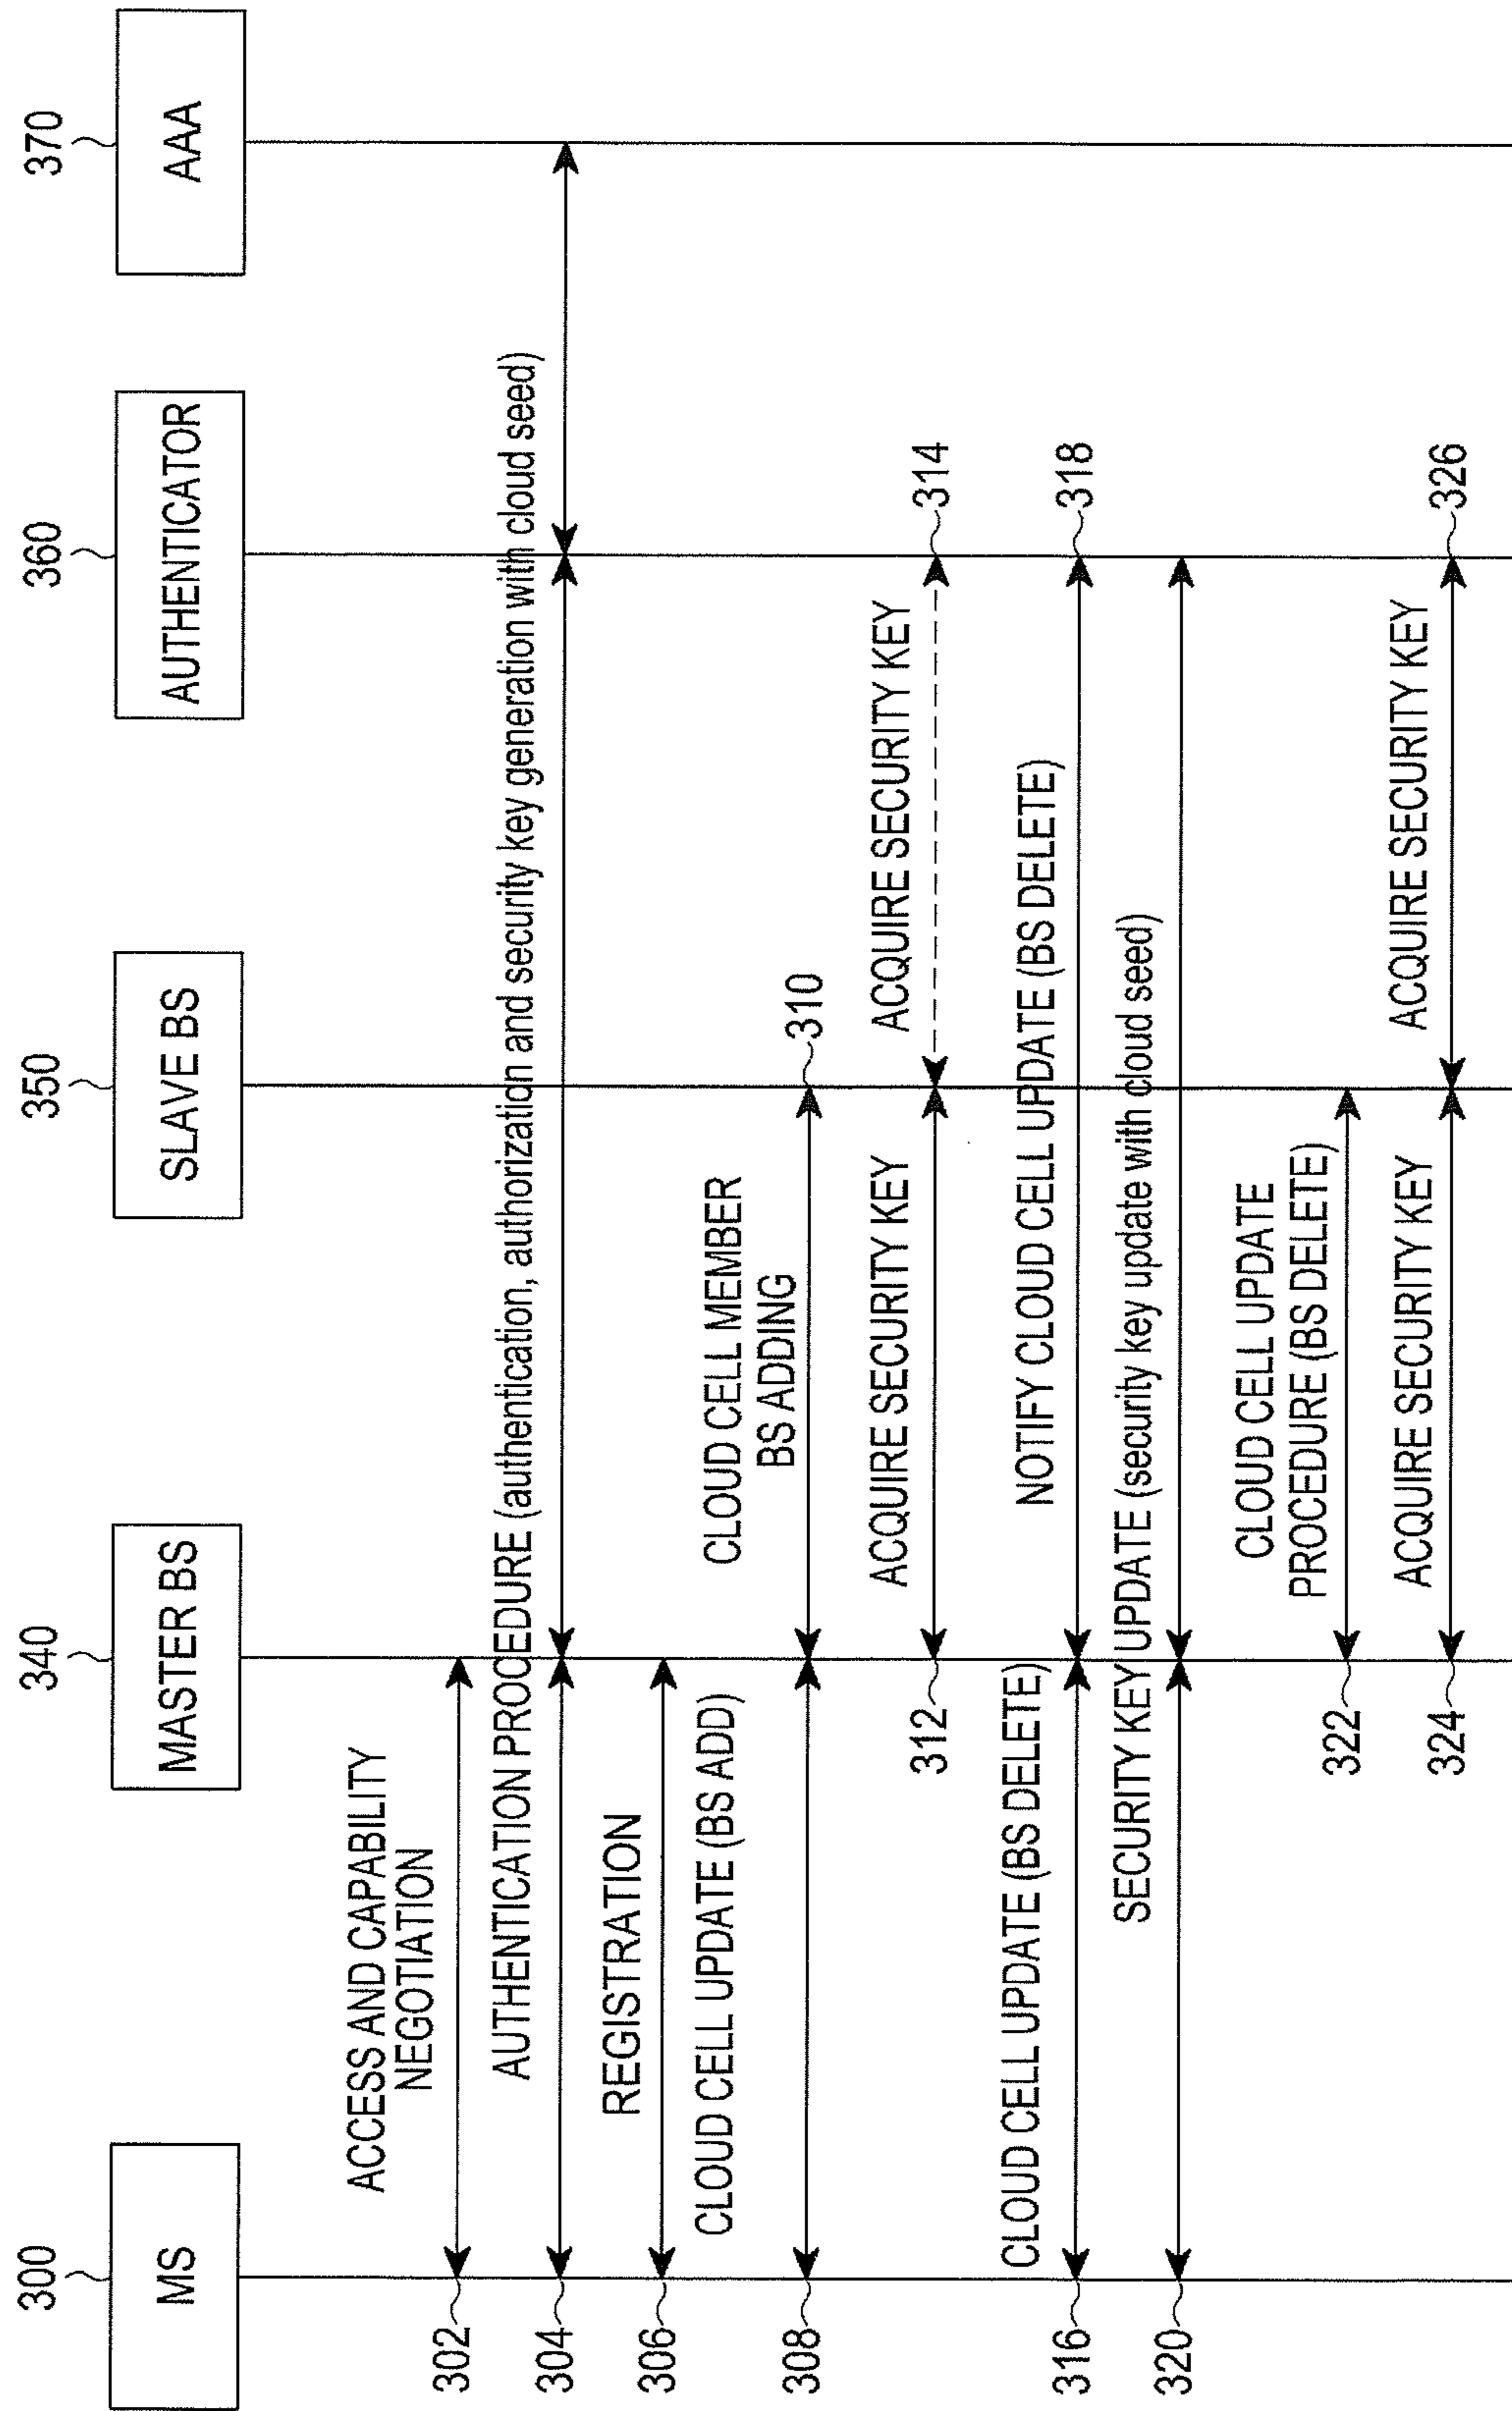 300
MS
340
MASTER BS
350
SLAVE BS
360
AUTHENTICATOR
370
AAA
302
ACCESS AND CAPABILITY
NEGOTIATION
304
AUTHENTICATION PROCEDURE (authentication, authorization and security key generation with cloud seed)
306
REGISTRATION
308
CLOUD CELL UPDATE (BS ADD)
CLOUD CELL MEMBER
BS ADDING
310
312
ACQUIRE SECURITY KEY
ACQUIRE SECURITY KEY
314
316
CLOUD CELL UPDATE (BS DELETE)
NOTIFY CLOUD CELL UPDATE (BS DELETE)
318
320
SECURITY KEY UPDATE (security key update with cloud seed)
322
CLOUD CELL UPDATE
PROCEDURE (BS DELETE)
324
ACQUIRE SECURITY KEY
ACQUIRE SECURITY KEY
326